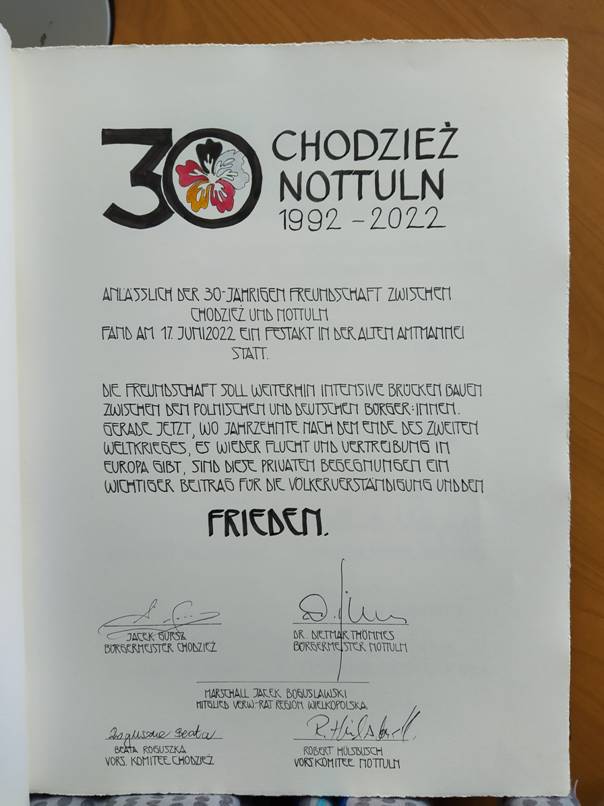 30
CHODZIEŻ
NOTTULN
1992 - 2022
ANLÄSSLICH DER 30-JÄHRIGEN FREUNDSCHAFT ZWISCHEN
CHODZIEŻ UND NOTTULN
FAND AM 17. JUNI 2022 EIN FESTAKT IN DER ALTEN AMTMANNEI
STATT.
DIE FREUNDSCHAFT SOLL WEITERHIN INTENSIVE BRÜCKEN BAUEN
ZWISCHEN DEN POLNISCHEN UND DEUTSCHEN BÜRGER:INNEN.
GERADE JETZT, WO JAHRZEHNTE NACH DEM ENDE DES ZWEITEN
WELTKRIEGES, ES WIEDER FLUCHT UND VERTREIBUNG IN
EUROPA GIBT, SIND DIESE PRIVATEN BEGEGNUNGEN EIN
WICHTIGER BEITRAG FÜR DIE VÖLKERVERSTÄNDIGUNG UND DEN
FRIEDEN.
JACEK GURSZ
BÜRGERMEISTER CHODZIEŻ
DR. DIETMAR THÖNNES
BÜRGERMEISTER NOTTULN
MARSCHALL JACEK BOGUSLAWSKI
MITGLIED VERW.-RAT REGION WIELKOPOLSKA
Roguszka Beata
BEATA ROGUSZKA
VORS. KOMITEE CHODZIEŻ
R. Hülsbusch
ROBERT HÜLSBUSCH
VORS. KOMITEE NOTTULN